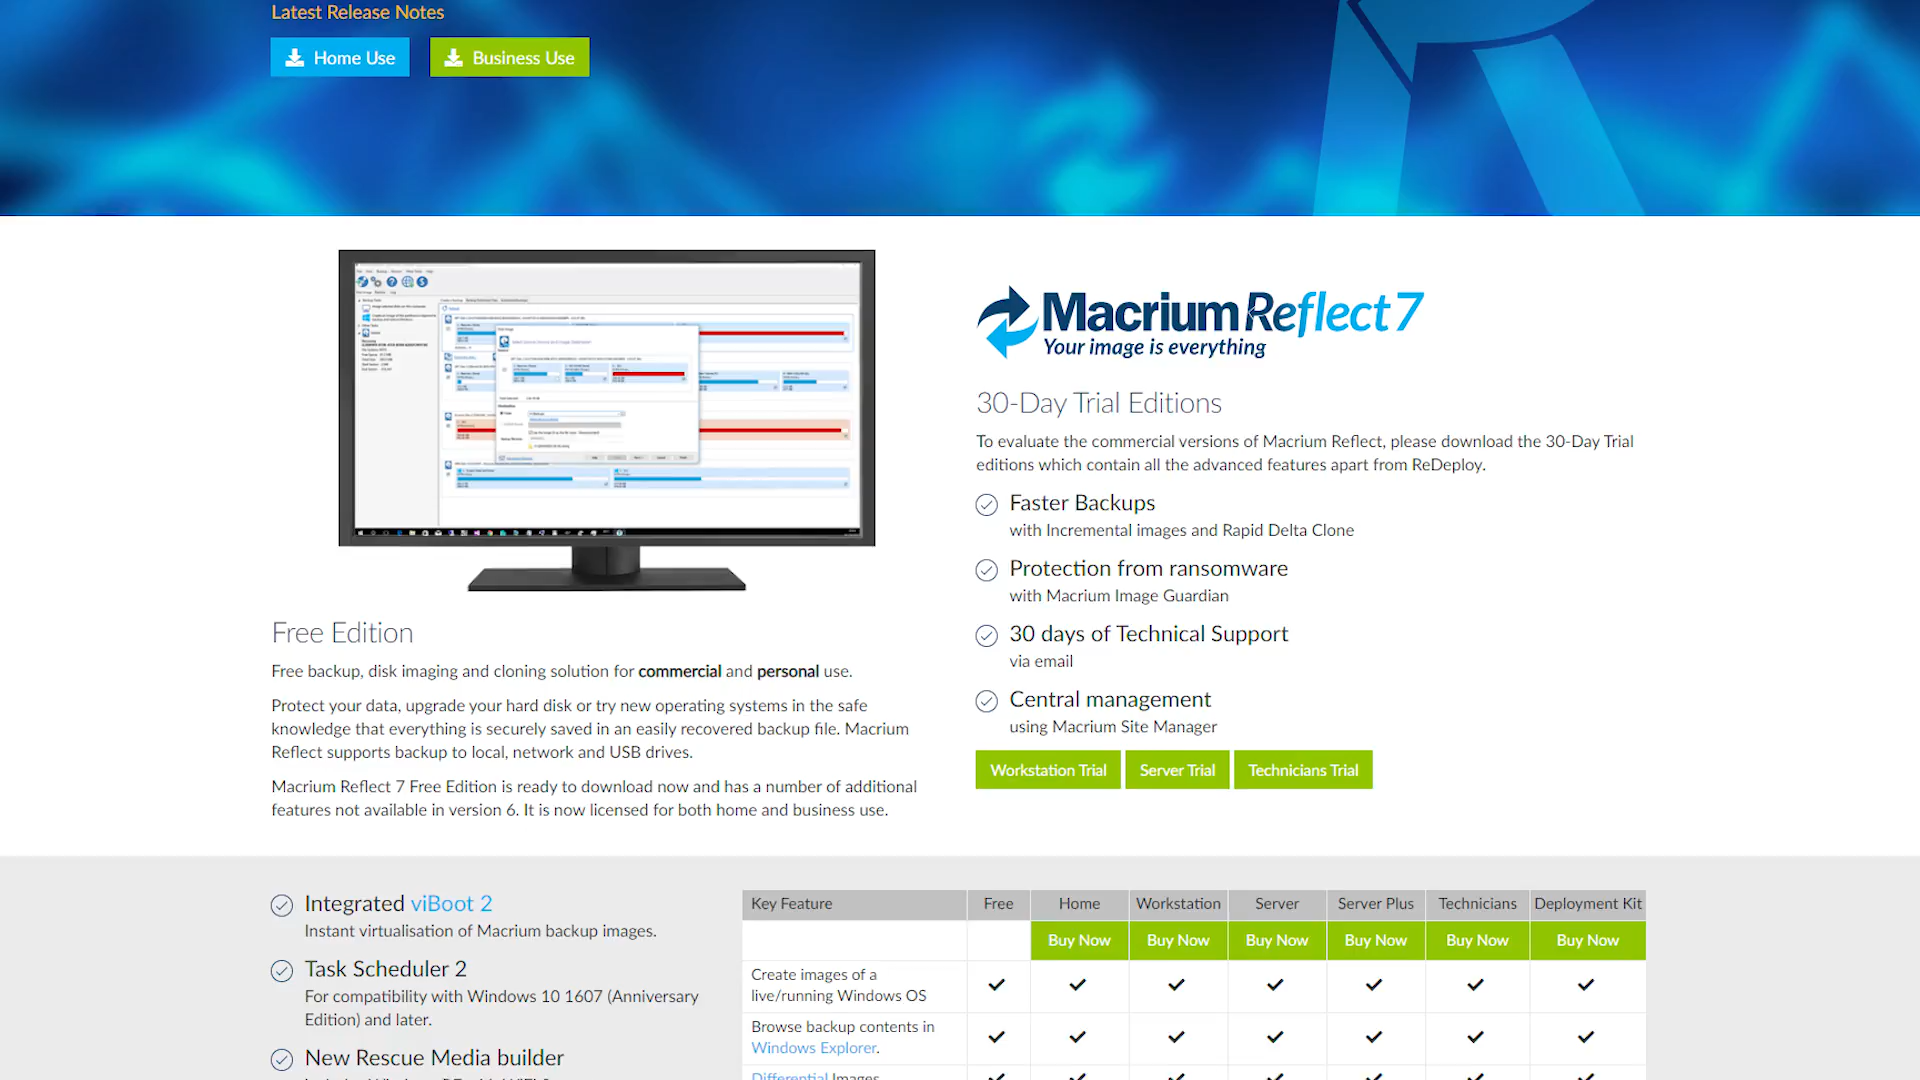 Latest Release Notes
Home Use
Business Use
Macrium Reflect 7
Your image is everything
30-Day Trial Editions
To evaluate the commercial versions of Macrium Reflect, please download the 30-Day Trial
editions which contain all the advanced features apart from ReDeploy.
Faster Backups
with Incremental images and Rapid Delta Clone
Protection from ransomware
with Macrium Image Guardian
30 days of Technical Support
via email
Central management
using Macrium Site Manager
Workstation Trial
Server Trial
Technicians Trial
Free Edition
Free backup, disk imaging and cloning solution for commercial and personal use.
Protect your data, upgrade your hard disk or try new operating systems in the safe
knowledge that everything is securely saved in an easily recovered backup file. Macrium
Reflect supports backup to local, network and USB drives.
Macrium Reflect 7 Free Edition is ready to download now and has a number of additional
features not available in version 6. It is now licensed for both home and business use.
Integrated viBoot 2
Instant virtualisation of Macrium backup images.
Task Scheduler 2
For compatibility with Windows 10 1607 (Anniversary
Edition) and later.
New Rescue Media builder
Key Feature Free Home Workstation Server Server Plus Technicians Deployment Kit
Buy Now Buy Now Buy Now Buy Now Buy Now Buy Now
Create images of a
live/running Windows OS
Browse backup contents in
Windows Explorer.
Differential Images